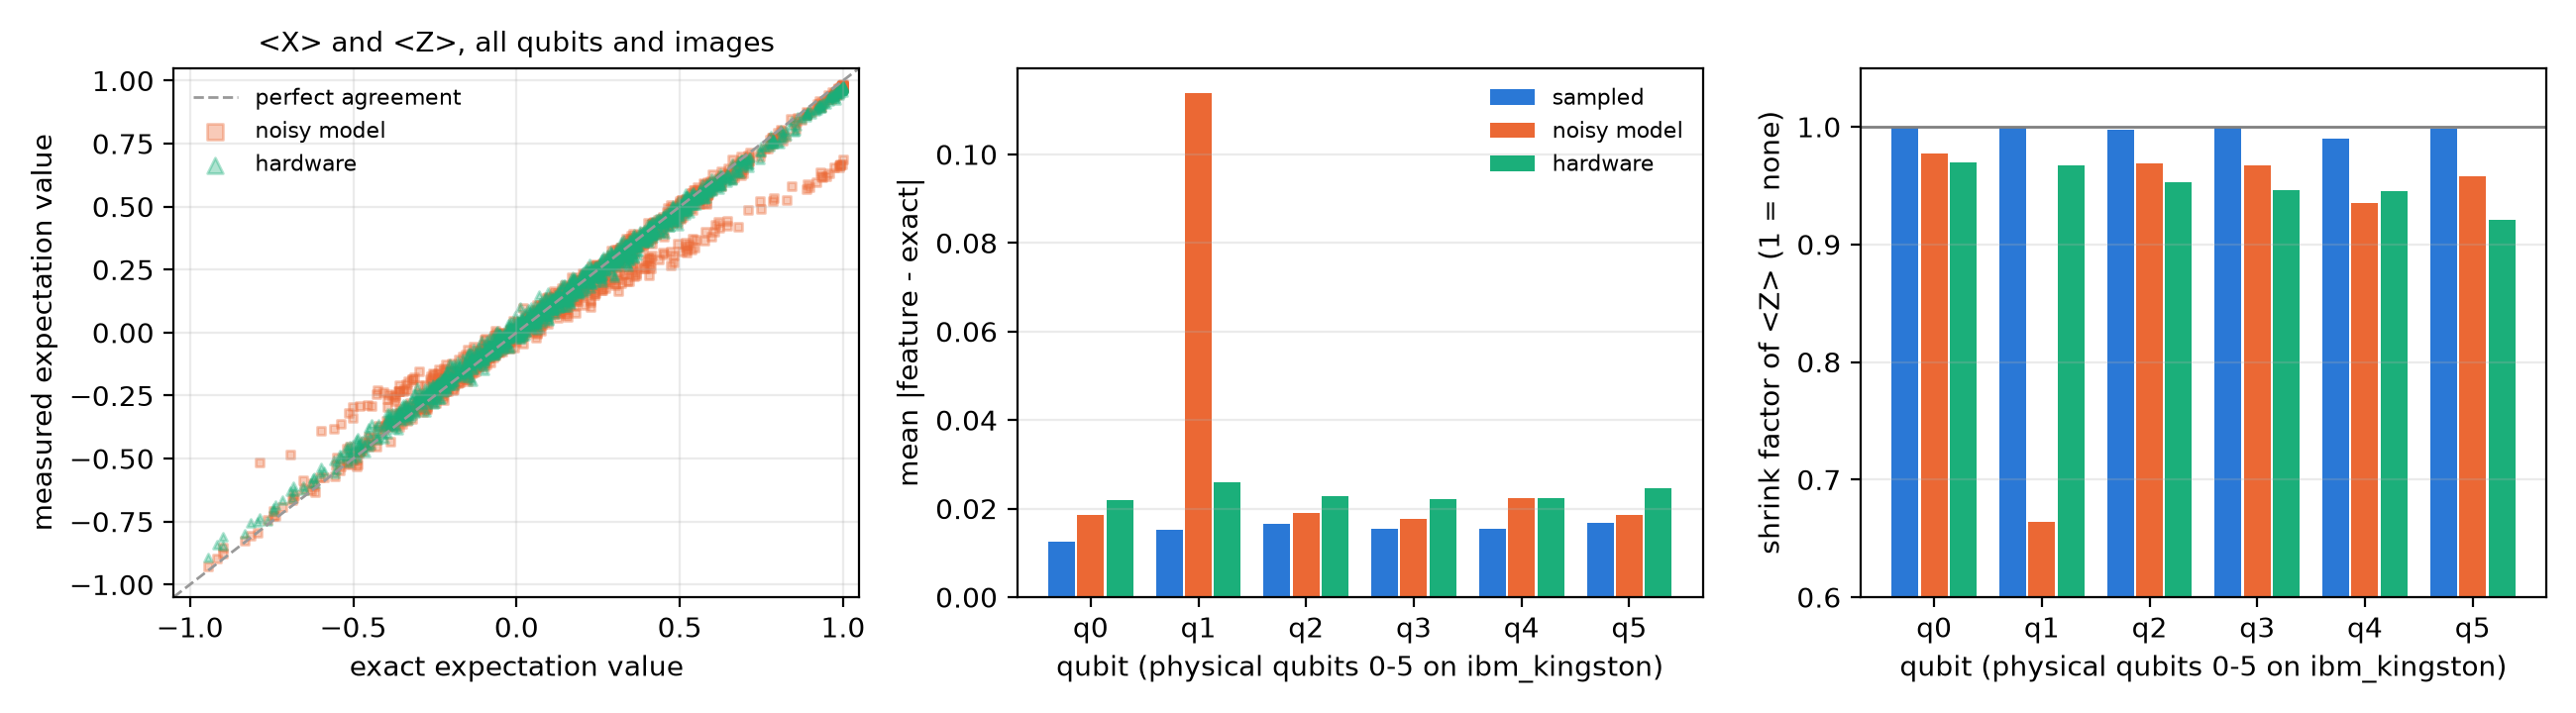 <X> and <Z>, all qubits and images
measured expectation value
1.00
0.75
0.50
0.25
0.00
−0.25
−0.50
−0.75
−1.00
perfect agreement
noisy model
hardware
−1.0 −0.5 0.0 0.5 1.0
exact expectation value
mean |feature - exact|
0.10
0.08
0.06
0.04
0.02
0.00
sampled
noisy model
hardware
q0 q1 q2 q3 q4 q5
qubit (physical qubits 0-5 on ibm_kingston)
shrink factor of <Z> (1 = none)
1.0
0.9
0.8
0.7
0.6
q0 q1 q2 q3 q4 q5
qubit (physical qubits 0-5 on ibm_kingston)